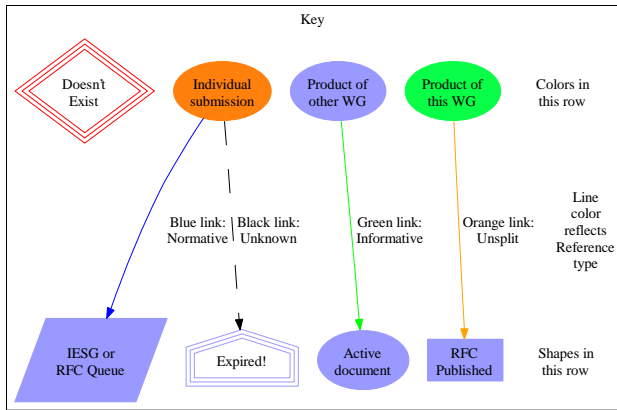 Key
Doesn't
Exist
Individual
submission
Product of
other WG
Product of
this WG
Colors in
this row
Blue link:
Normative
Black link:
Unknown
Green link:
Informative
Orange link:
Unsplit
Line
color
reflects
Reference
type
IESG or
RFC Queue
Expired!
Active
document
RFC
Published
Shapes in
this row